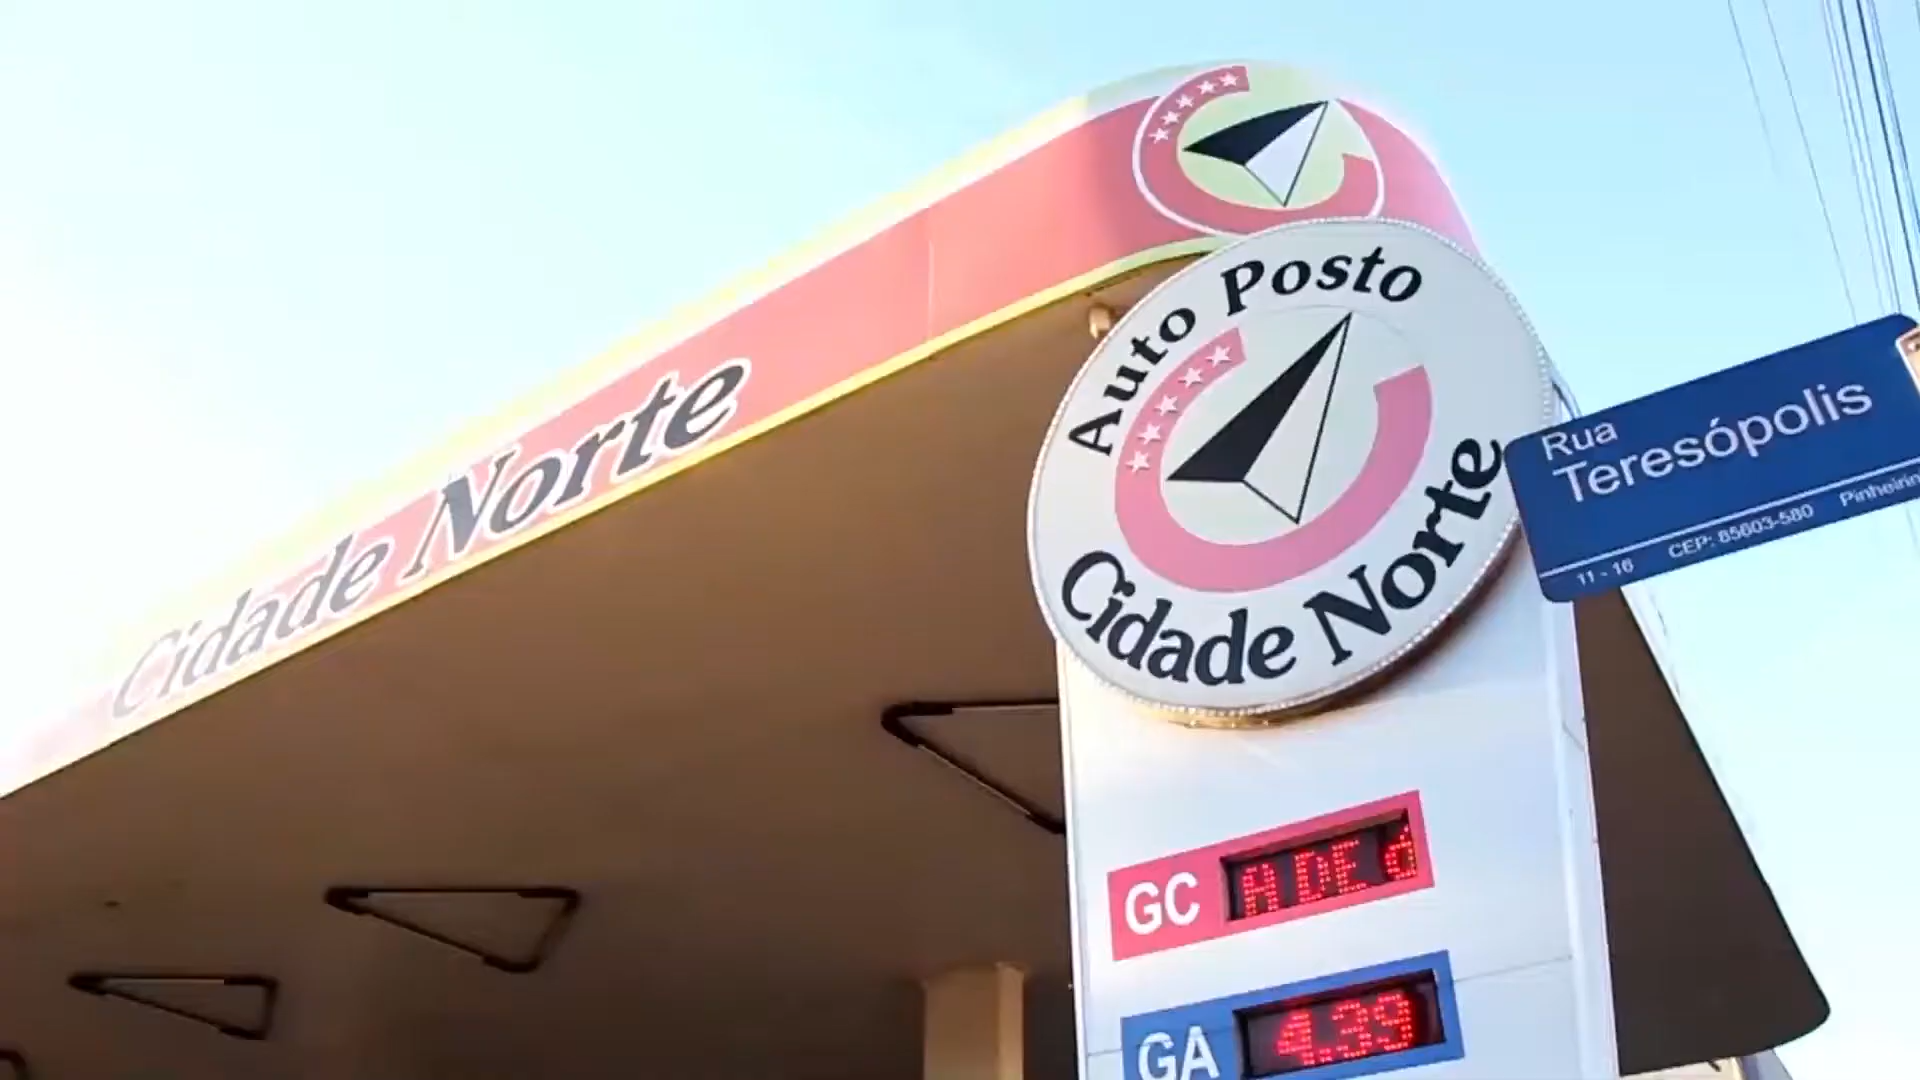 Cidade Norte
Auto Posto
Cidade Norte
Rua
Teresópolis
11 - 16 CEP: 85603-580
GC
GA 4.39